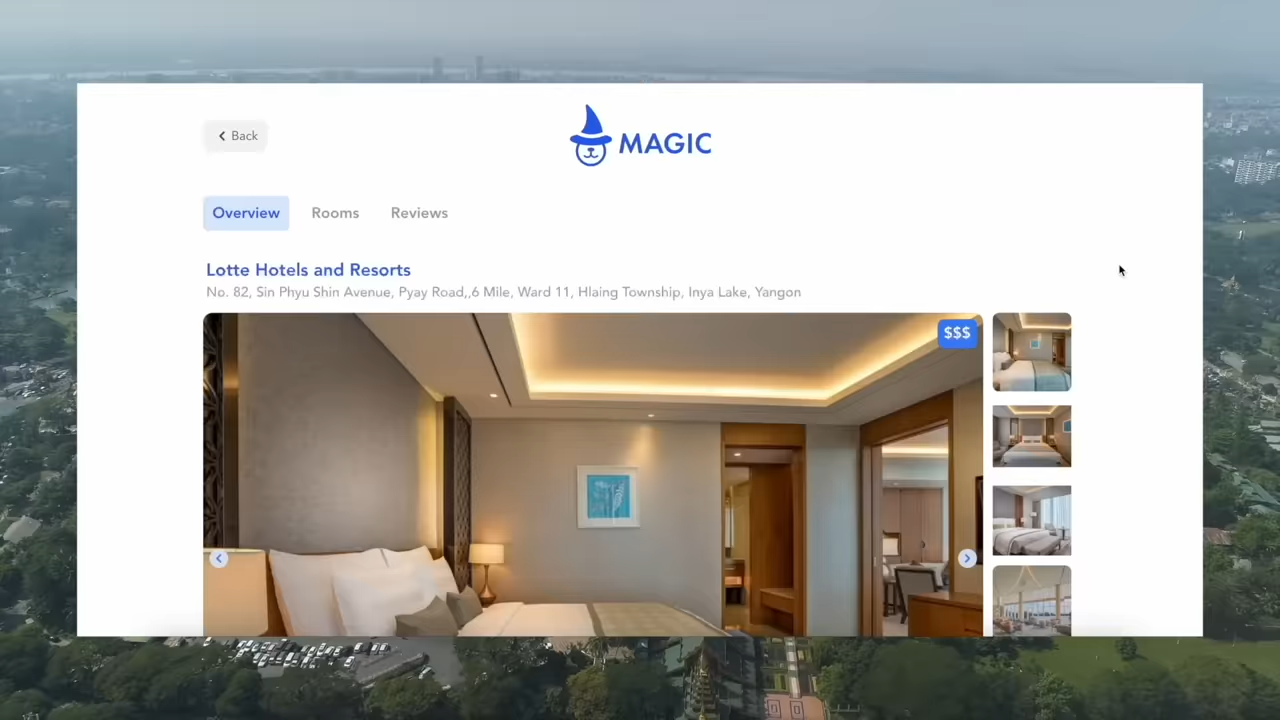 Back
MAGIC
Overview Rooms Reviews
Lotte Hotels and Resorts
No. 82, Sin Phyu Shin Avenue, Pyay Road,,6 Mile, Ward 11, Hlaing Township, Inya Lake, Yangon
$$$